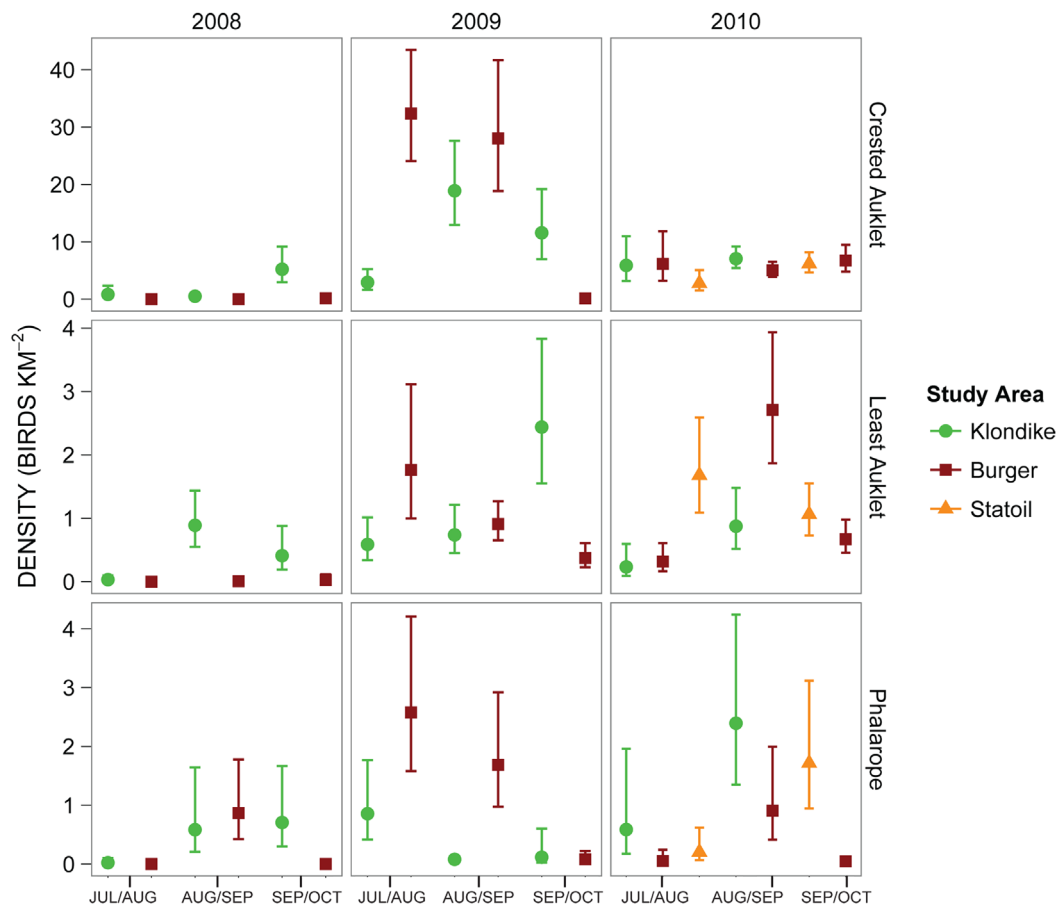 2008 2009 2010
DENSITY (BIRDS KM⁻²)
40
30
20
10
0
Crested Auklet
4
3
2
1
0
Least Auklet
4
3
2
1
0
Phalarope
JUL/AUG AUG/SEP SEP/OCT JUL/AUG AUG/SEP SEP/OCT JUL/AUG AUG/SEP SEP/OCT
Study Area
Klondike
Burger
Statoil